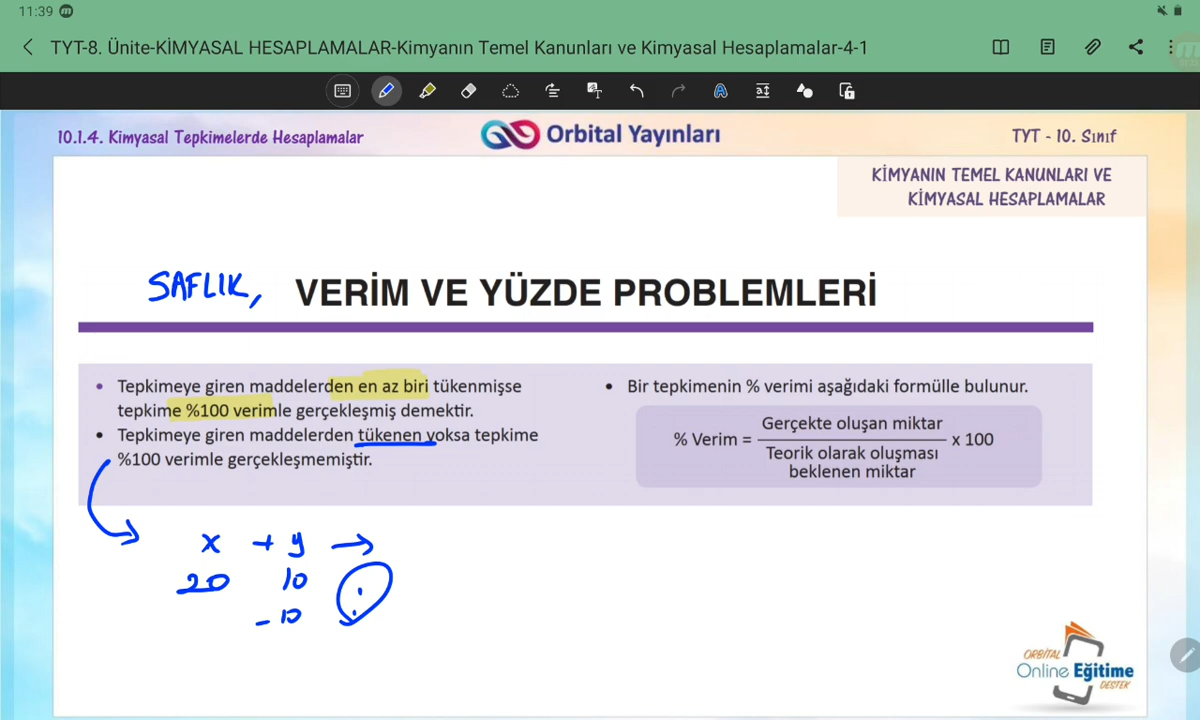 11:39
TYT-8. Ünite-KİMYASAL HESAPLAMALAR-Kimyanın Temel Kanunları ve Kimyasal Hesaplamalar-4-1
10.1.4. Kimyasal Tepkimelerde Hesaplamalar
Orbital Yayınları
TYT - 10. Sınıf
KİMYANIN TEMEL KANUNLARI VE
KİMYASAL HESAPLAMALAR
SAFLIK, VERİM VE YÜZDE PROBLEMLERİ
• Tepkimeye giren maddelerden en az biri tükenmişse
tepkime %100 verimle gerçekleşmiş demektir.
• Tepkimeye giren maddelerden tükenen yoksa tepkime
%100 verimle gerçekleşmemiştir.
• Bir tepkimenin % verimi aşağıdaki formülle bulunur.
Gerçekte oluşan miktar
% Verim = x 100
Teorik olarak oluşması
beklenen miktar
x + y →
20 10
-10
ORBİTAL
Online Eğitime
DESTEK